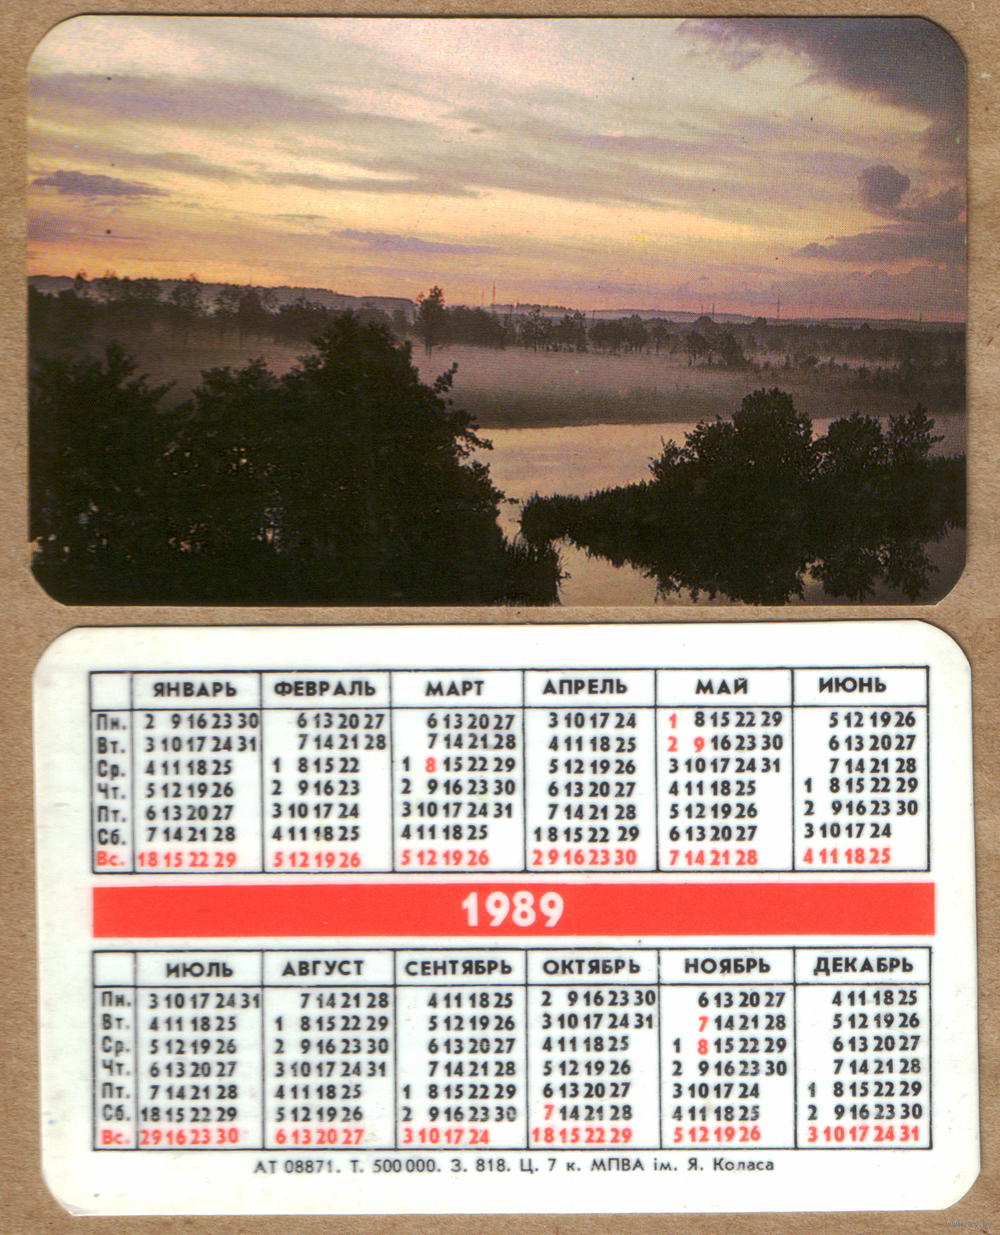 ЯНВАРЬ ФЕВРАЛЬ МАРТ АПРЕЛЬ МАЙ ИЮНЬ
Пн. 2 9 16 23 30 6 13 20 27 6 13 20 27 3 10 17 24 1 8 15 22 29 5 12 19 26
Вт. 3 10 17 24 31 7 14 21 28 7 14 21 28 4 11 18 25 2 9 16 23 30 6 13 20 27
Ср. 4 11 18 25 1 8 15 22 1 8 15 22 29 5 12 19 26 3 10 17 24 31 7 14 21 28
Чт. 5 12 19 26 2 9 16 23 2 9 16 23 30 6 13 20 27 4 11 18 25 1 8 15 22 29
Пт. 6 13 20 27 3 10 17 24 3 10 17 24 31 7 14 21 28 5 12 19 26 2 9 16 23 30
Сб. 7 14 21 28 4 11 18 25 4 11 18 25 1 8 15 22 29 6 13 20 27 3 10 17 24
Вс. 1 8 15 22 29 5 12 19 26 5 12 19 26 2 9 16 23 30 7 14 21 28 4 11 18 25
1989
ИЮЛЬ АВГУСТ СЕНТЯБРЬ ОКТЯБРЬ НОЯБРЬ ДЕКАБРЬ
Пн. 3 10 17 24 31 7 14 21 28 4 11 18 25 2 9 16 23 30 6 13 20 27 4 11 18 25
Вт. 4 11 18 25 1 8 15 22 29 5 12 19 26 3 10 17 24 31 7 14 21 28 5 12 19 26
Ср. 5 12 19 26 2 9 16 23 30 6 13 20 27 4 11 18 25 1 8 15 22 29 6 13 20 27
Чт. 6 13 20 27 3 10 17 24 31 7 14 21 28 5 12 19 26 2 9 16 23 30 7 14 21 28
Пт. 7 14 21 28 4 11 18 25 1 8 15 22 29 6 13 20 27 3 10 17 24 1 8 15 22 29
Сб. 1 8 15 22 29 5 12 19 26 2 9 16 23 30 7 14 21 28 4 11 18 25 2 9 16 23 30
Вс. 2 9 16 23 30 6 13 20 27 3 10 17 24 1 8 15 22 29 5 12 19 26 3 10 17 24 31
АТ 08871. Т. 500 000. З. 818. Ц. 7 к. МПВА ім. Я. Коласа